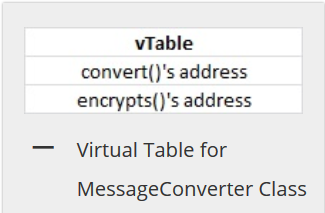 vTable
convert()'s address
encrypts()'s address
— Virtual Table for
MessageConverter Class